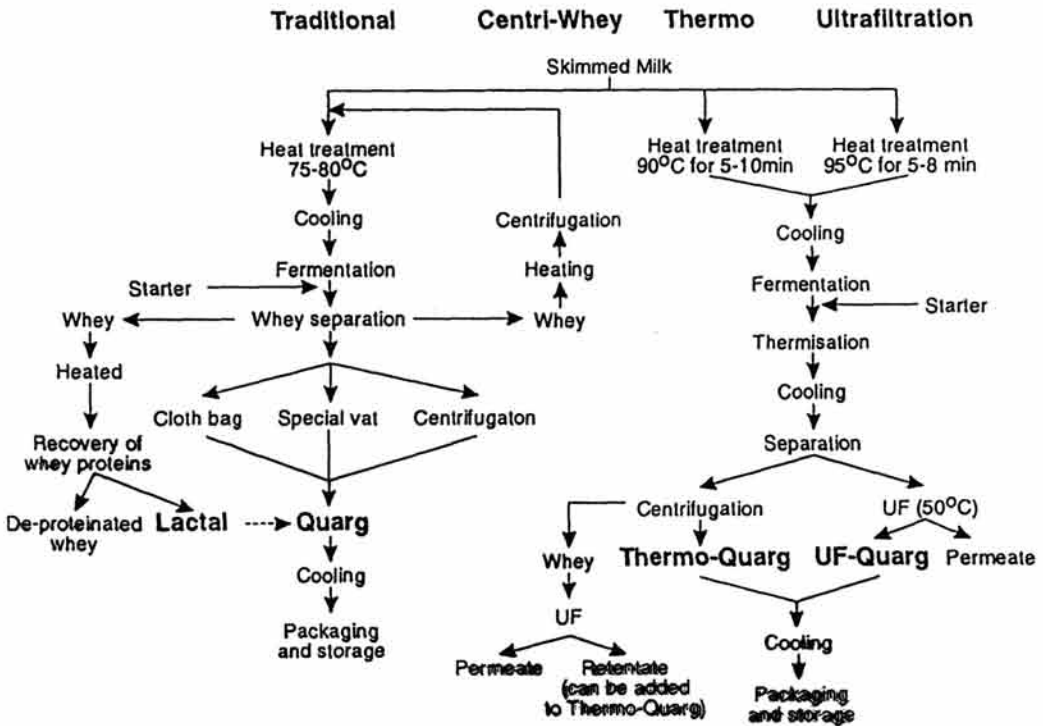 Traditional Centri-Whey Thermo Ultrafiltration
Skimmed Milk
Heat treatment
75-80°C
Heat treatment
90°C for 5-10min
Heat treatment
95°C for 5-8 min
Cooling
Centrifugation
Cooling
Fermentation
Heating
Fermentation
Starter
Starter
Whey
Whey separation
Whey
Thermisation
Heated
Cooling
Cloth bag
Special vat
Centrifugaton
Recovery of
whey proteins
Separation
De-proteinated
whey
Lactal
Quarg
Centrifugation
UF (50°C)
Whey
Thermo-Quarg
UF-Quarg
Permeate
Cooling
UF
Packaging
and storage
Permeate
Retentate
(can be added
to Thermo-Quarg)
Cooling
Packaging
and storage